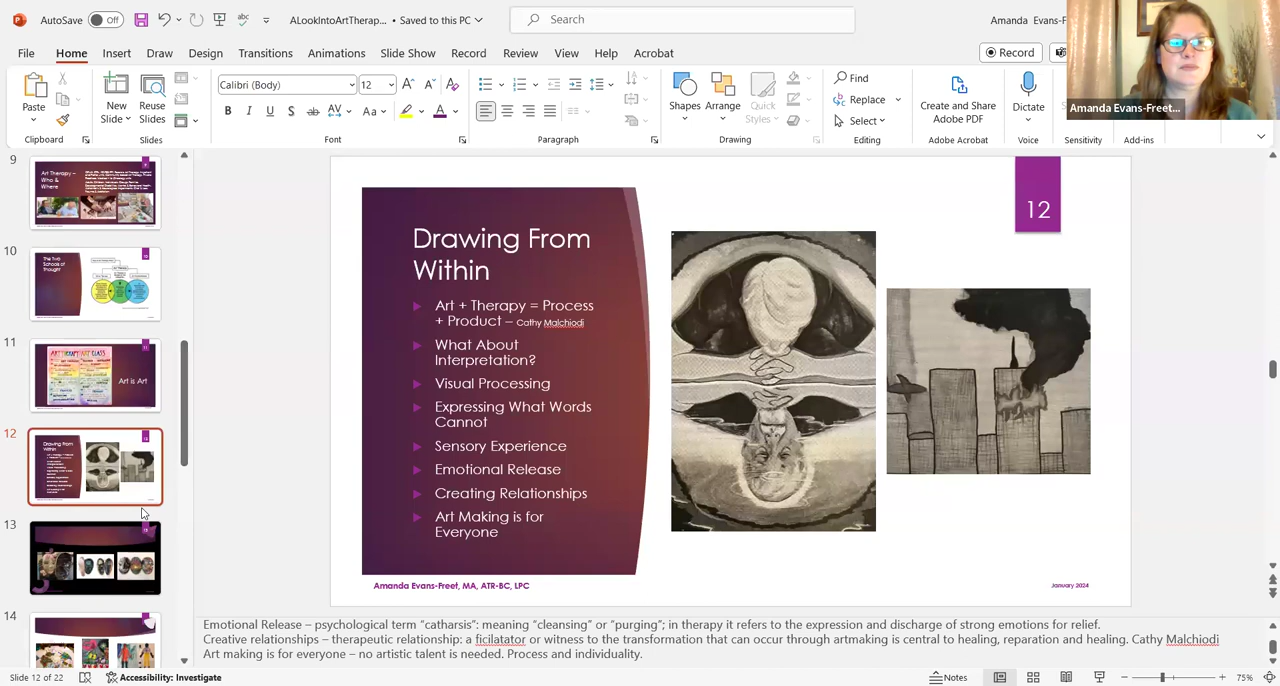 AutoSave Off ALookIntoArtTherap... • Saved to this PC Search Amanda Evans-F
File Home Insert Draw Design Transitions Animations Slide Show Review View Help Acrobat Record
Paste New Slide Reuse Slides Calibri (Body) 12 Shapes Arrange Quick Styles Find Replace Select Create and Share Adobe PDF Dictate
Amanda Evans-Freet...
Clipboard Slides Font Paragraph Drawing Editing Adobe Acrobat Voice Sensitivity Add-ins
9
Art Therapy – Who & Where
10
The Two Schools of Thought
11
ART THERAPY ART CLASS
Art is Art
12
Drawing From Within
13
14
12
Drawing From
Within
Art + Therapy = Process
+ Product – Cathy Malchiodi
What About
Interpretation?
Visual Processing
Expressing What Words
Cannot
Sensory Experience
Emotional Release
Creating Relationships
Art Making is for
Everyone
Amanda Evans-Freet, MA, ATR-BC, LPC
January 2024
Emotional Release – psychological term "catharsis": meaning "cleansing" or "purging"; in therapy it refers to the expression and discharge of strong emotions for relief.
Creative relationships – therapeutic relationship: a ficilatator or witness to the transformation that can occur through artmaking is central to healing, reparation and healing. Cathy Malchiodi
Art making is for everyone – no artistic talent is needed. Process and individuality.
Slide 12 of 22 Accessibility: Investigate Notes 75%